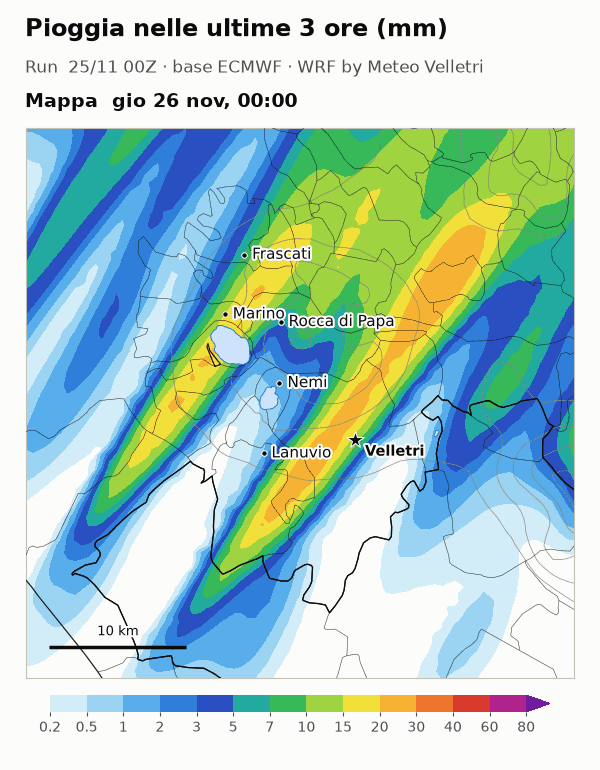 Pioggia nelle ultime 3 ore (mm)
Run  25/11 00Z · base ECMWF · WRF by Meteo Velletri
Mappa  gio 26 nov, 00:00
Frascati
Marino
Rocca di Papa
Nemi
Velletri
Lanuvio
10 km
0.2 0.5 1 2 3 5 7 10 15 20 30 40 60 80